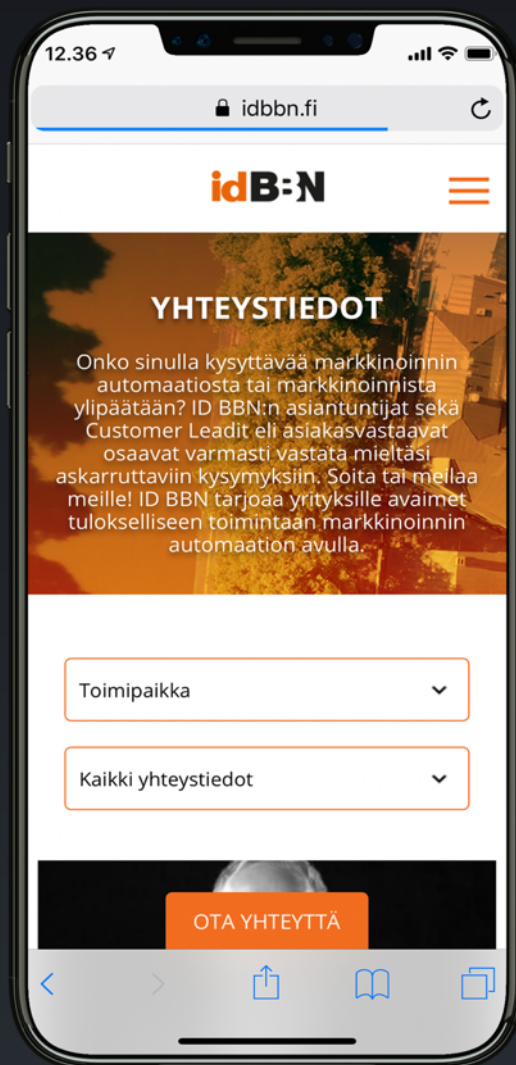 12.36
idbbn.fi
idBBN
YHTEYSTIEDOT
Onko sinulla kysyttävää markkinoinnin
automaatiosta tai markkinoinnista
ylipäätään? ID BBN:n asiantuntijat sekä
Customer Leadit eli asiakasvastaavat
osaavat varmasti vastata mieltäsi
askarruttaviin kysymyksiin. Soita tai meilaa
meille! ID BBN tarjoaa yrityksille avaimet
tulokselliseen toimintaan markkinoinnin
automaation avulla.
Toimipaikka
Kaikki yhteystiedot
OTA YHTEYTTÄ